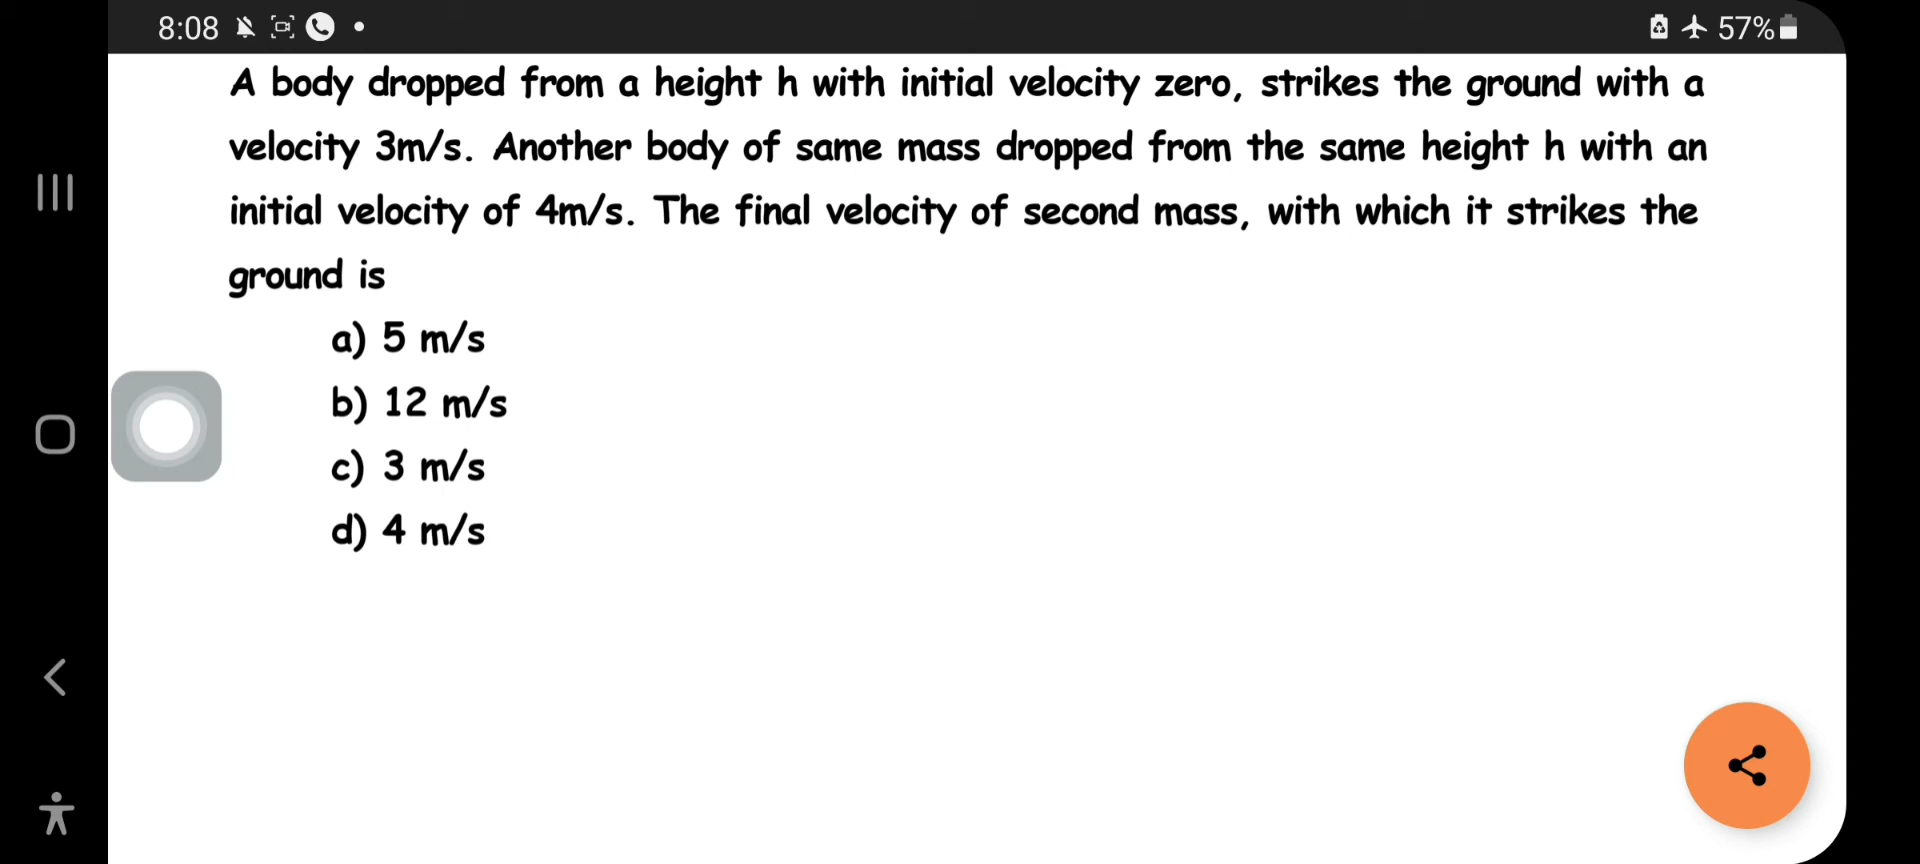 8:08 57%
A body dropped from a height h with initial velocity zero, strikes the ground with a
velocity 3m/s. Another body of same mass dropped from the same height h with an
initial velocity of 4m/s. The final velocity of second mass, with which it strikes the
ground is
a) 5 m/s
b) 12 m/s
c) 3 m/s
d) 4 m/s